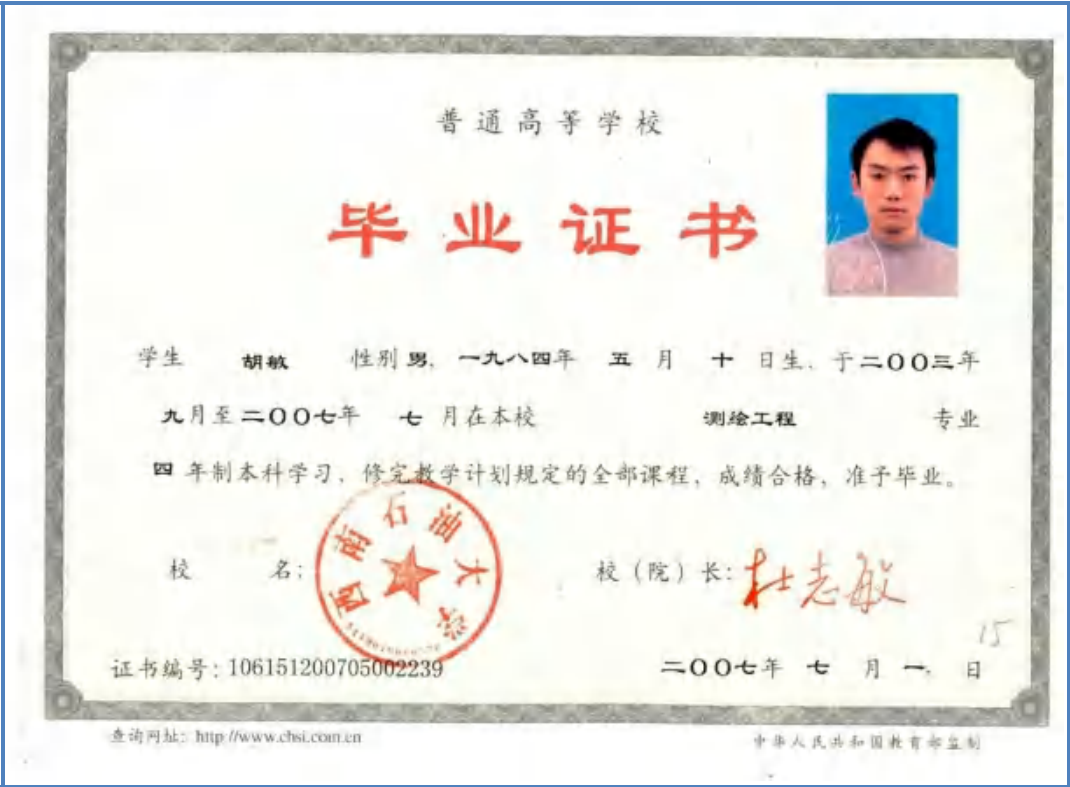 普通高等学校
毕业证书
学生 胡敏 性别 男, 一九八四年 五 月 十 日生、于二〇〇三年
九月至二〇〇七年 七 月在本校 测绘工程 专业
四 年制本科学习、修完教学计划规定的全部课程, 成绩合格, 准予毕业。
西南石油大学
校 名: 校(院)长: 杜志敏
15
证书编号: 106151200705002239 二〇〇七年 七 月 一 日
查询网址: http://www.chsi.com.cn 中华人民共和国教育部监制